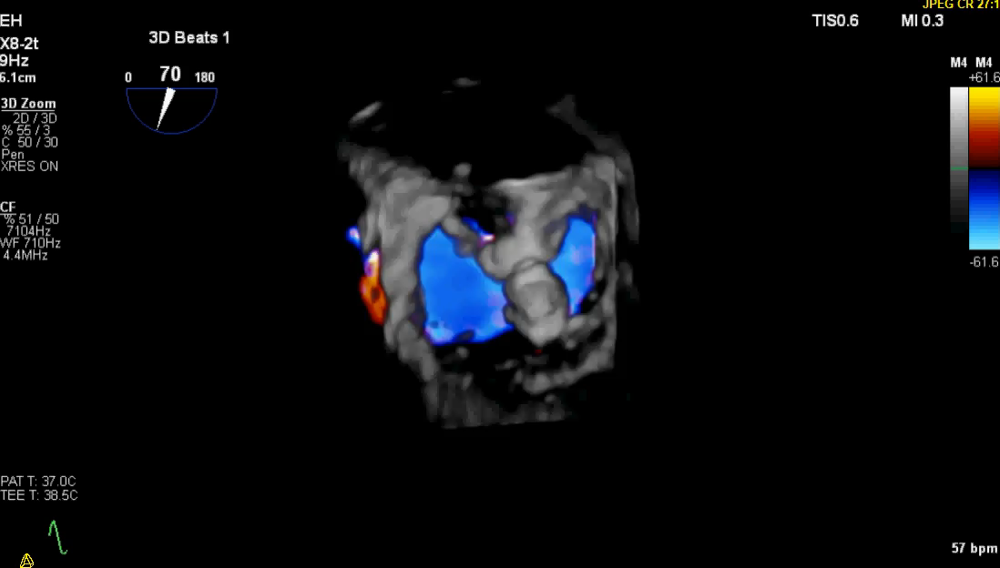 JPEG CR 27:1
EH
TIS0.6 MI 0.3
X8-2t
3D Beats 1
9Hz
6.1cm
0 70 180
M4 M4
+61.6
3D Zoom
2D / 3D
% 55 / 3
C 50 / 30
Pen
XRES ON
CF
% 51 / 50
7104Hz
WF 710Hz
4.4MHz
-61.6
PAT T: 37.0C
TEE T: 38.5C
57 bpm